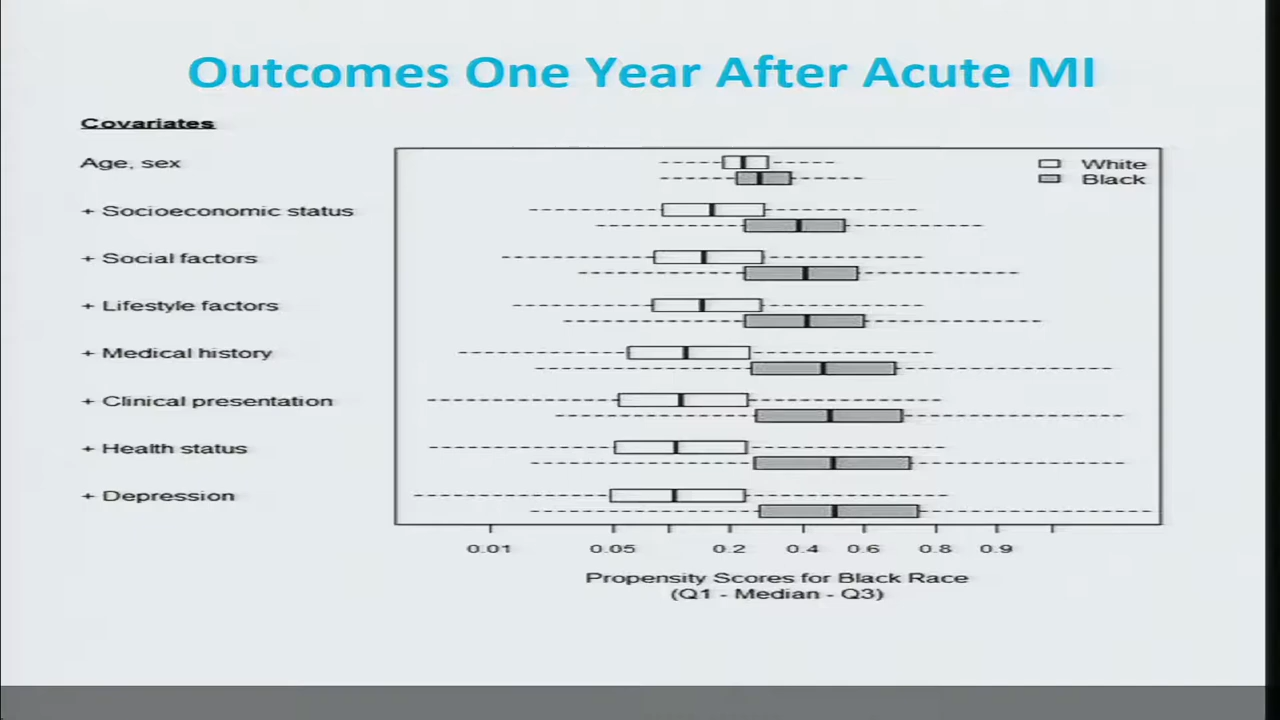 Outcomes One Year After Acute MI
Covariates
Age, sex
+ Socioeconomic status
+ Social factors
+ Lifestyle factors
+ Medical history
+ Clinical presentation
+ Health status
+ Depression
White
Black
0.01 0.05 0.2 0.4 0.6 0.8 0.9
Propensity Scores for Black Race
(Q1 - Median - Q3)